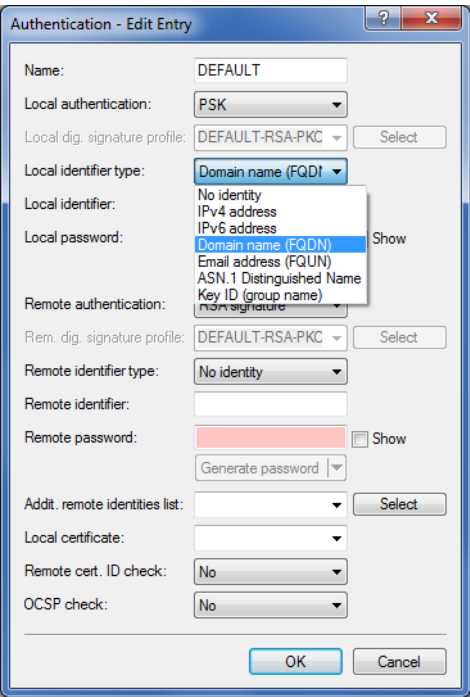 Authentication - Edit Entry
Name: DEFAULT
Local authentication: PSK
Local dig. signature profile: DEFAULT-RSA-PKC Select
Local identifier type: Domain name (FQDN
No identity
Local identifier: IPv4 address
IPv6 address
Local password: Domain name (FQDN) Show
Email address (FQUN)
ASN.1 Distinguished Name
Key ID (group name)
Remote authentication: RSA signature
Rem. dig. signature profile: DEFAULT-RSA-PKC Select
Remote identifier type: No identity
Remote identifier:
Remote password: Show
Generate password
Addit. remote identities list: Select
Local certificate:
Remote cert. ID check: No
OCSP check: No
OK Cancel